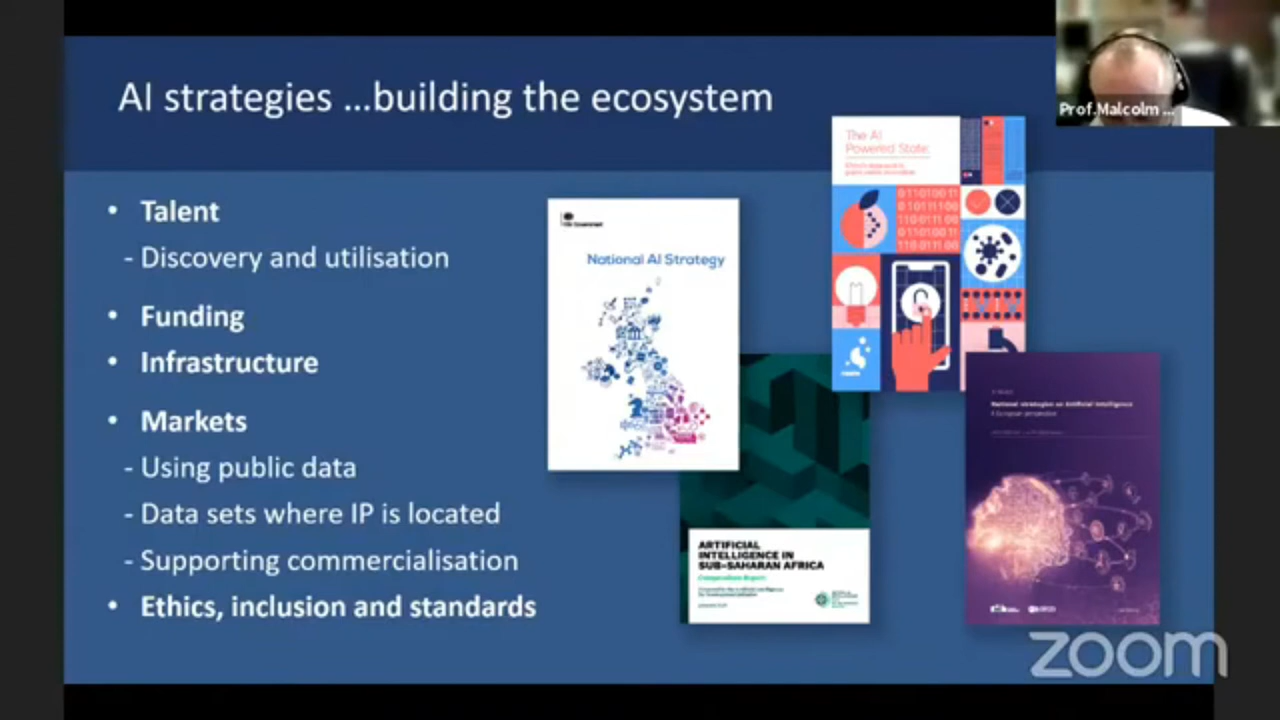 AI strategies ...building the ecosystem
Prof.Malcolm ...
• Talent
- Discovery and utilisation
• Funding
• Infrastructure
• Markets
- Using public data
- Data sets where IP is located
- Supporting commercialisation
• Ethics, inclusion and standards
National AI Strategy
The AI
Powered State:
0110100 11
ARTIFICIAL
INTELLIGENCE IN
SUB-SAHARAN AFRICA
National strategies on Artificial Intelligence
A European perspective
zoom